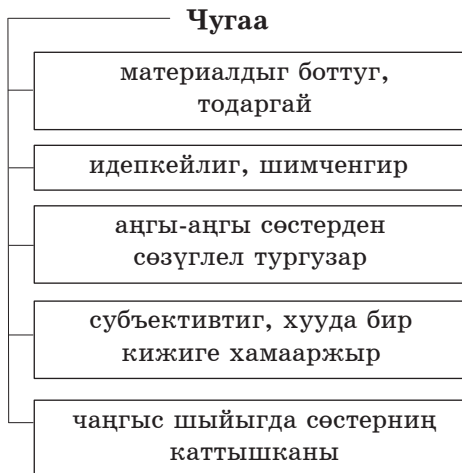 Чугаа
материалдыг боттуг,
тодаргай
идепкейлиг, шимченгир
аңгы-аңгы сөстерден
сөзүглел тургузар
субъективтиг, хууда бир
кижиге хамааржыр
чаңгыс шыйыгда сөстерниң
каттышканы